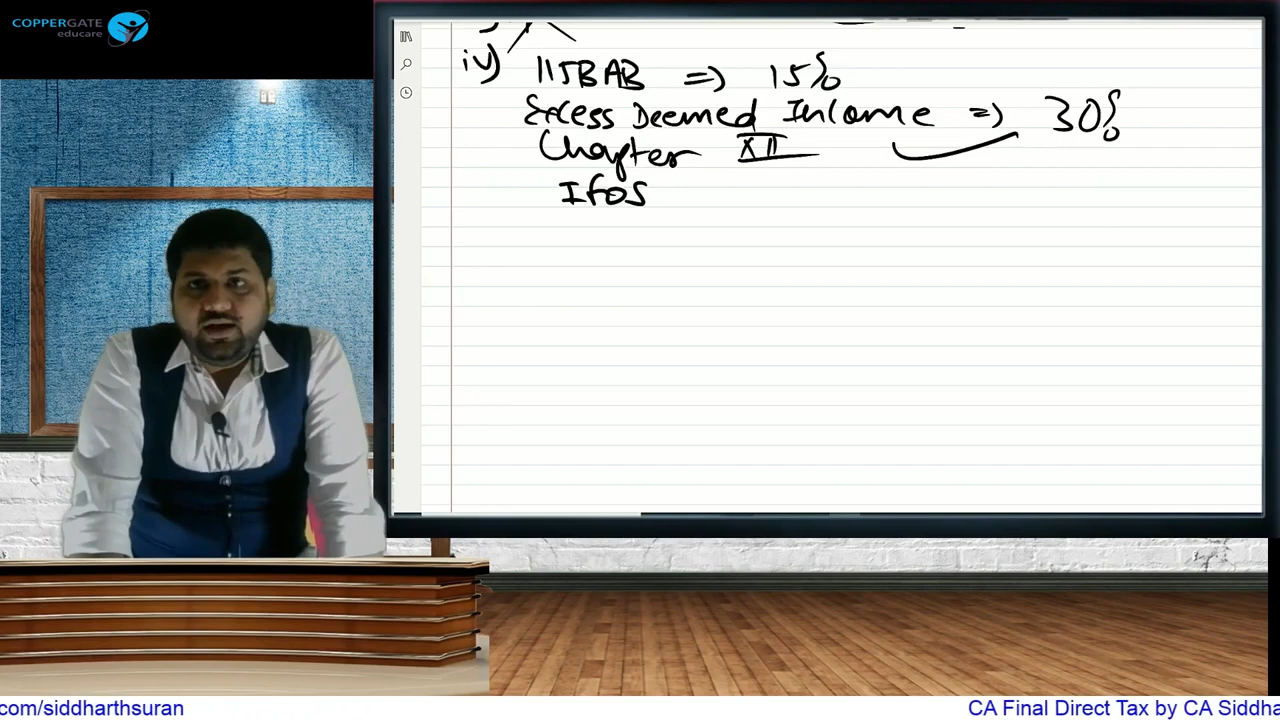 COPPERGATE
educare
iv) 115BAB => 15%
Excess Deemed Income => 30%
Chapter XII
IFOS
com/siddharthsuran
CA Final Direct Tax by CA Siddha